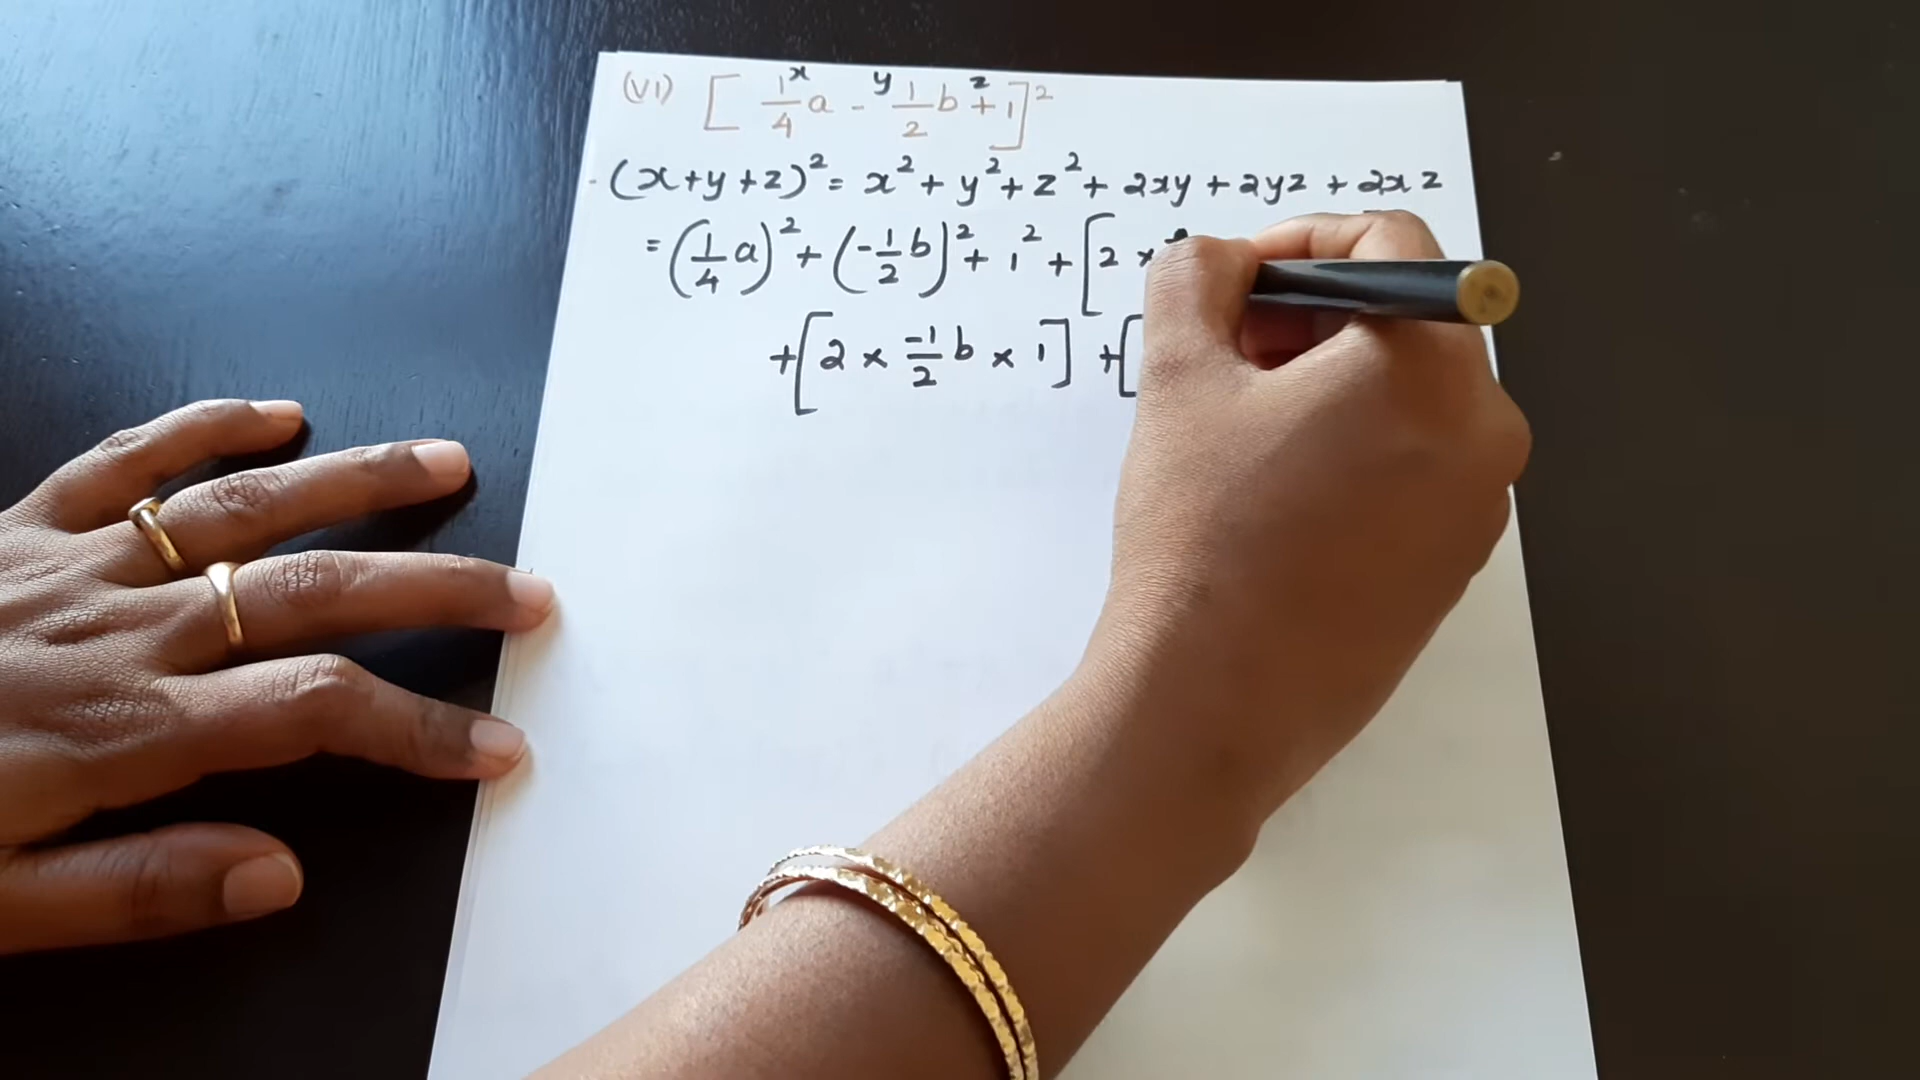 (VI) [1/4 a - 1/2 b + 1]²
x y z
(x+y+z)² = x² + y² + z² + 2xy + 2yz + 2xz
= (1/4 a)² + (-1/2 b)² + 1² + [2 ×
+ [2 × -1/2 b × 1] + [